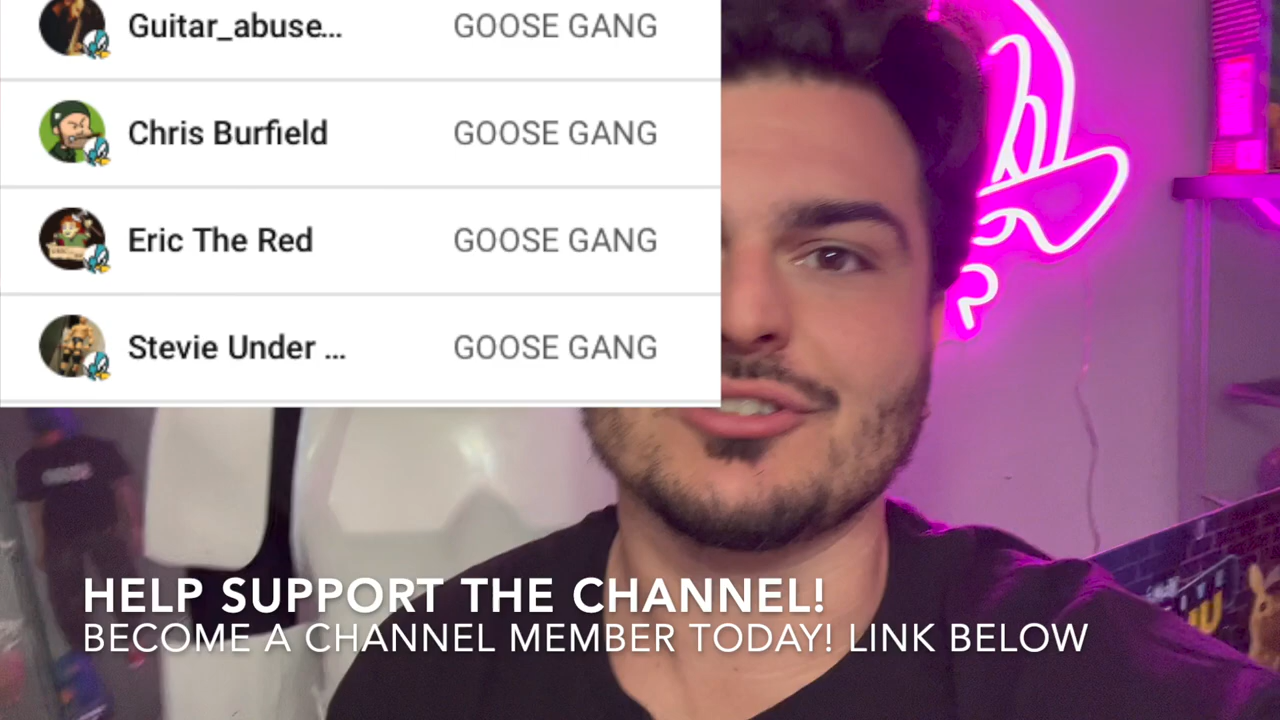 Guitar_abuse... GOOSE GANG
Chris Burfield GOOSE GANG
Eric The Red GOOSE GANG
Stevie Under ... GOOSE GANG
HELP SUPPORT THE CHANNEL!
BECOME A CHANNEL MEMBER TODAY! LINK BELOW